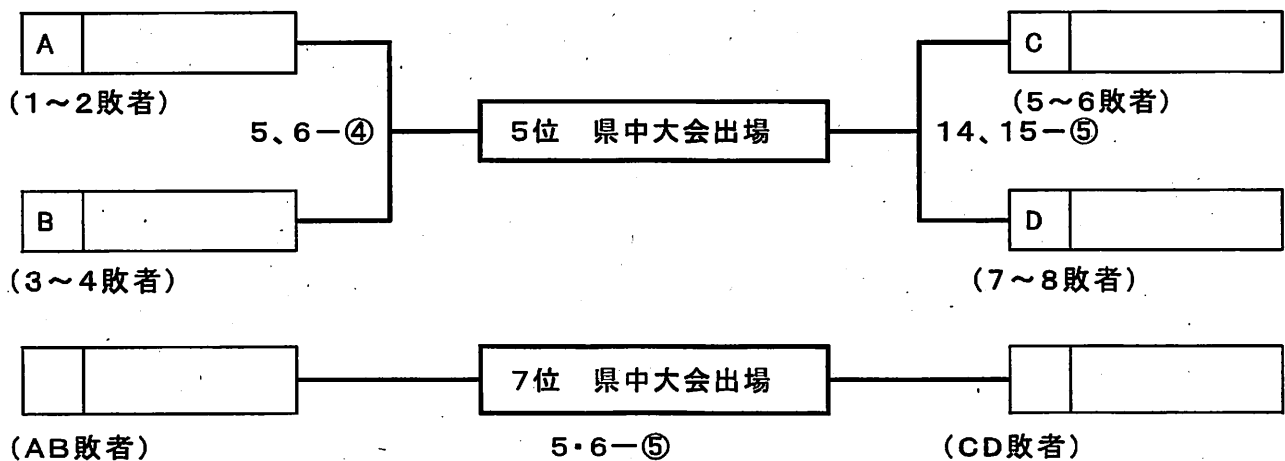 A
C
(1～2敗者)
(5～6敗者)
5、6－④
5位 県中大会出場
14、15－⑤
B
D
(3～4敗者)
(7～8敗者)
7位 県中大会出場
(AB敗者)
5・6－⑤
(CD敗者)